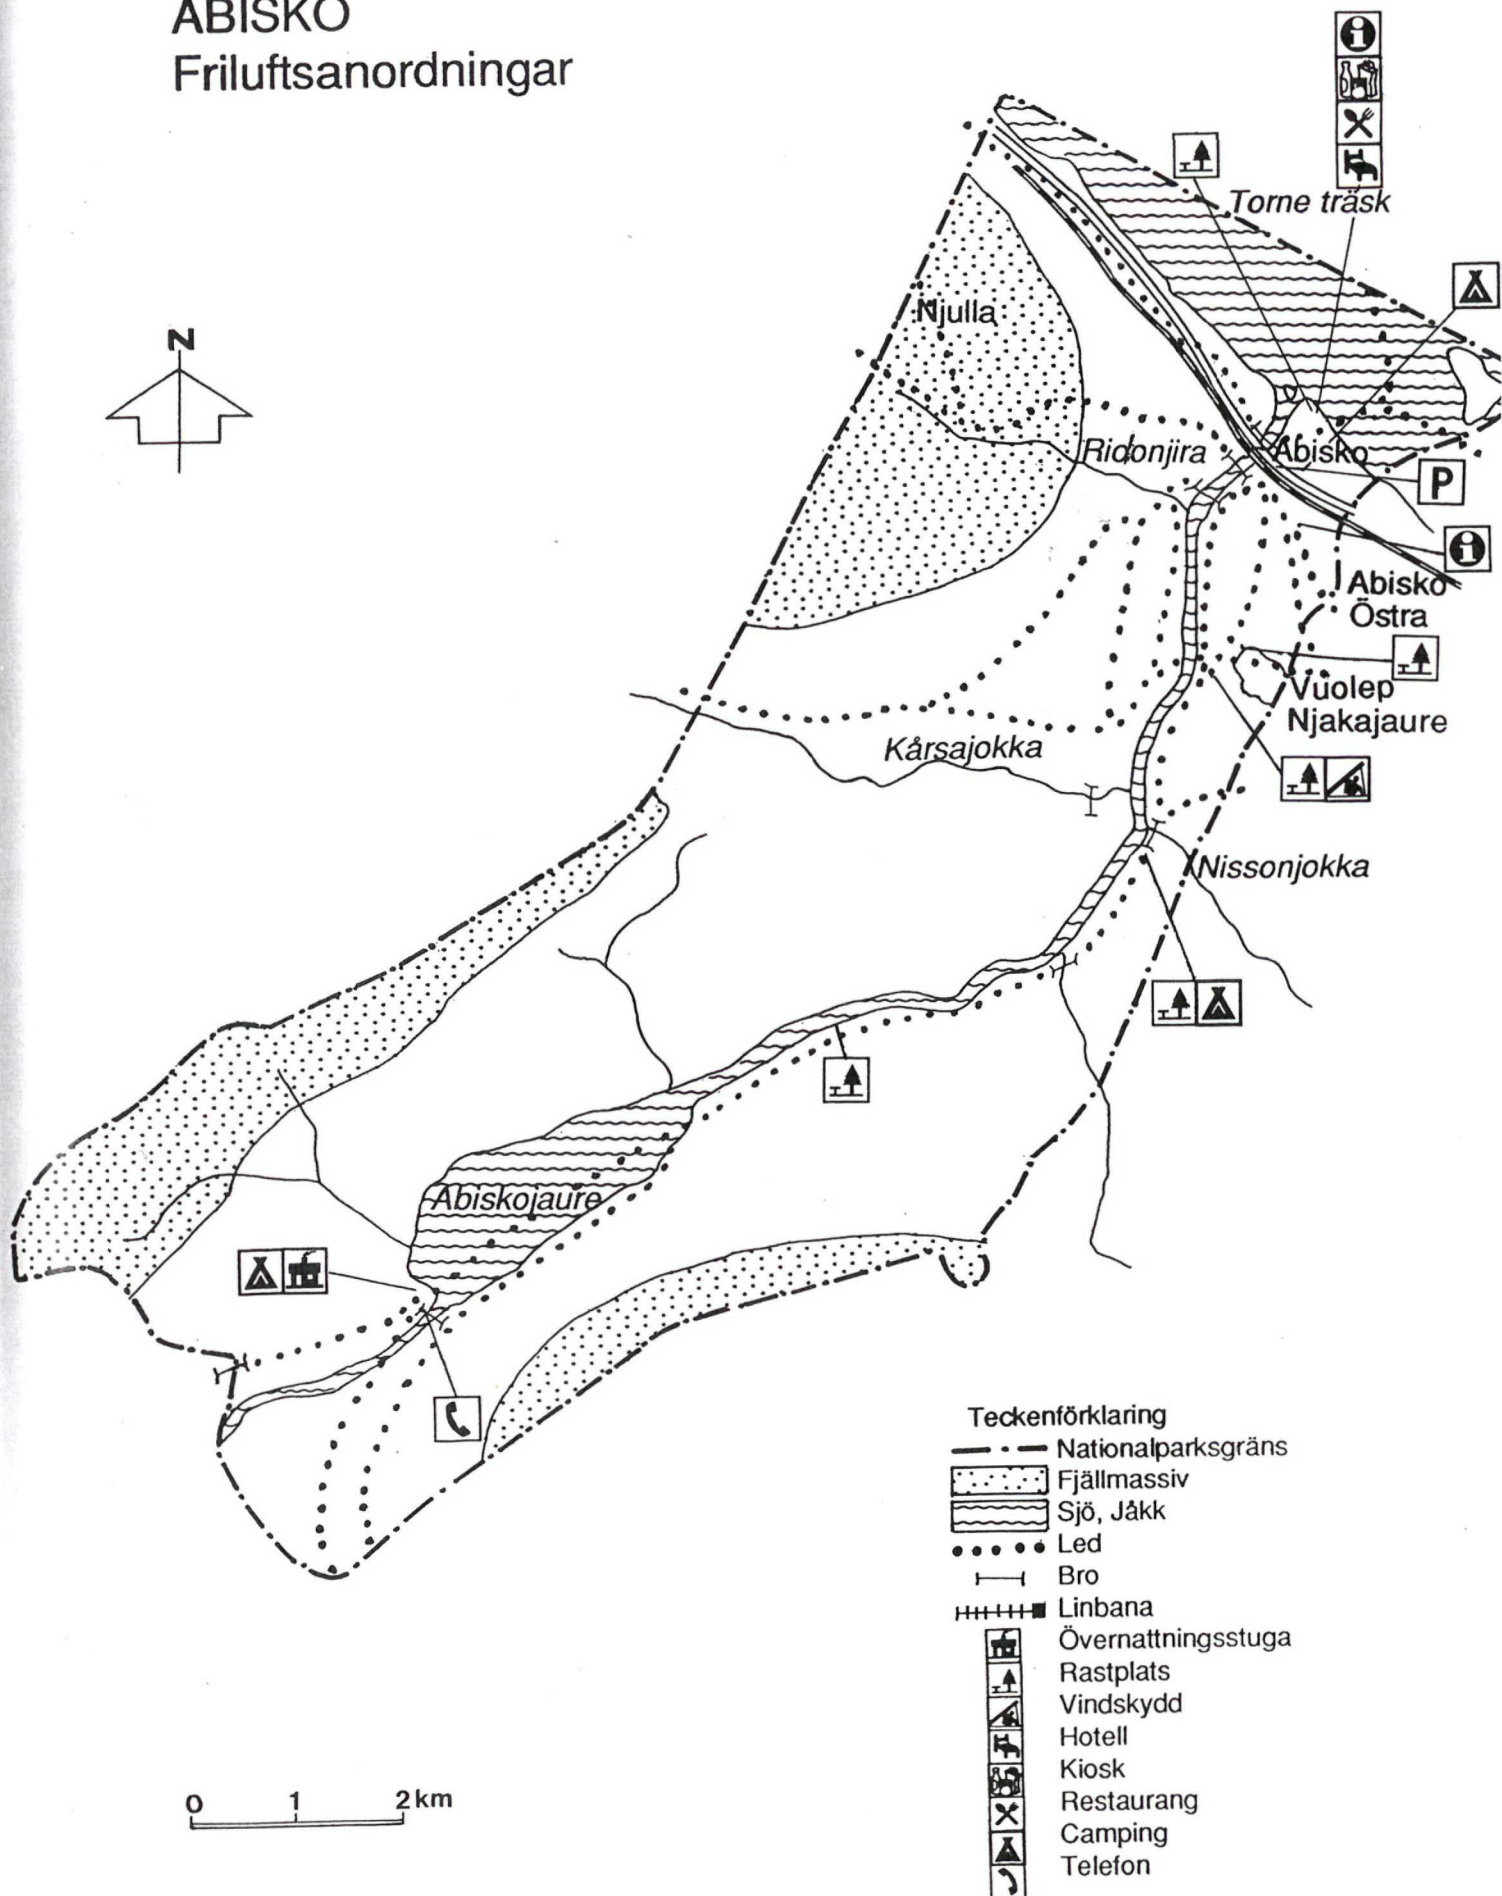 ABISKO
Friluftsanordningar
Torne träsk
N
Njulla
Ridonjira
Abisko
P
Abisko
Östra
Vuolep
Njakajaure
Kårsajokka
Nissonjokka
Abiskojaure
Teckenförklaring
Nationalparksgräns
Fjällmassiv
Sjö, Jåkk
Led
Bro
Linbana
Övernattningsstuga
Rastplats
Vindskydd
Hotell
Kiosk
Restaurang
Camping
Telefon
0 1 2 km